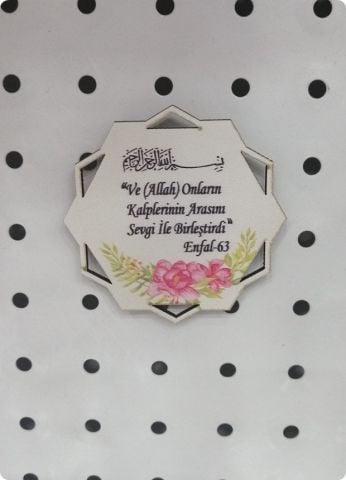 بسم الله الرحمن الرحيم
"Ve (Allah) Onların
Kalplerinin Arasını
Sevgi İle Birleştirdi"
Enfal-63